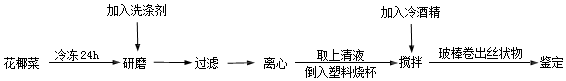 加入洗涤剂
加入冷酒精
花椰菜 冷冻24h 研磨 过滤 离心 取上清液 搅拌 玻棒卷出丝状物 鉴定
倒入塑料烧杯